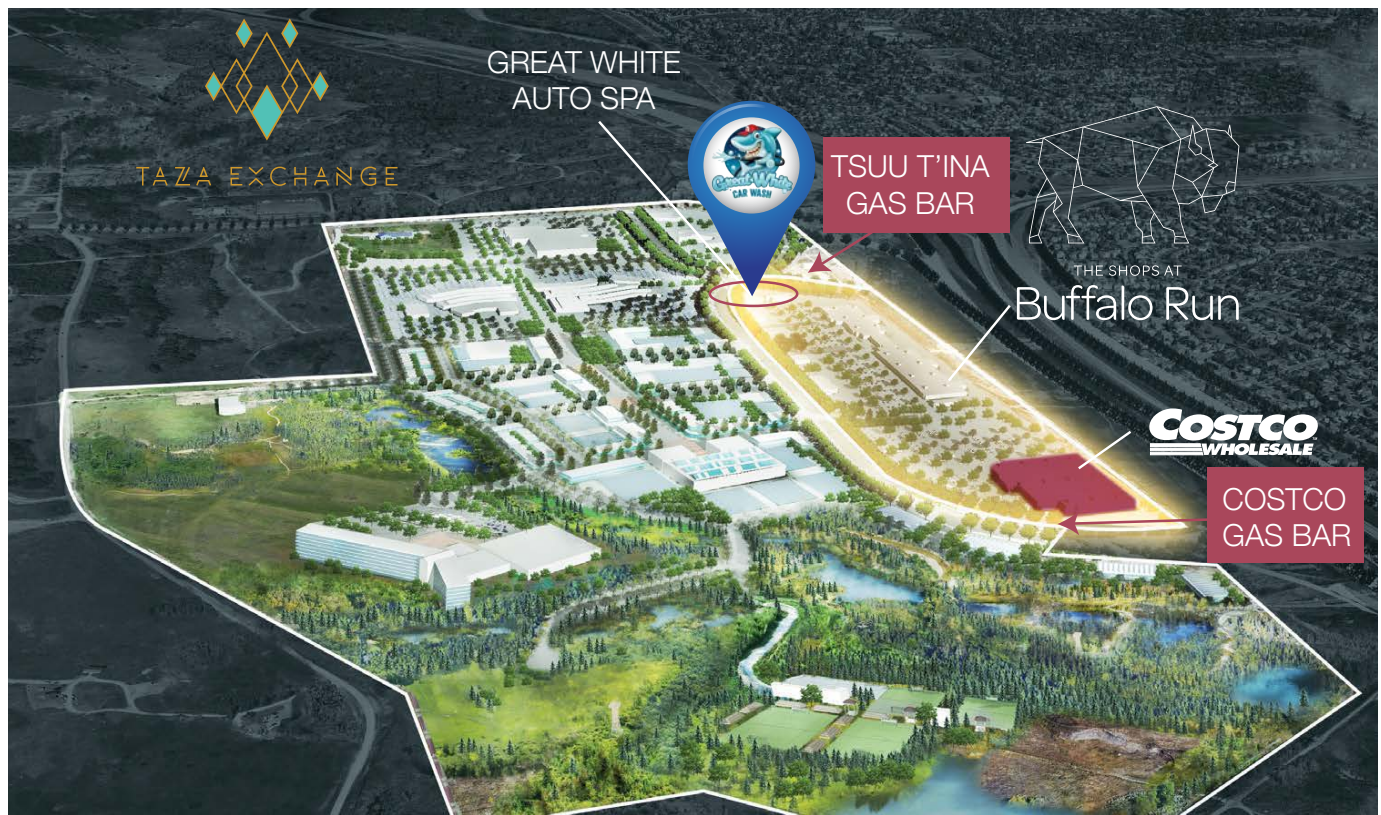 GREAT WHITE
AUTO SPA
TAZA EXCHANGE
Great White
CAR WASH
TSUU T'INA
GAS BAR
THE SHOPS AT
Buffalo Run
COSTCO
WHOLESALE
COSTCO
GAS BAR